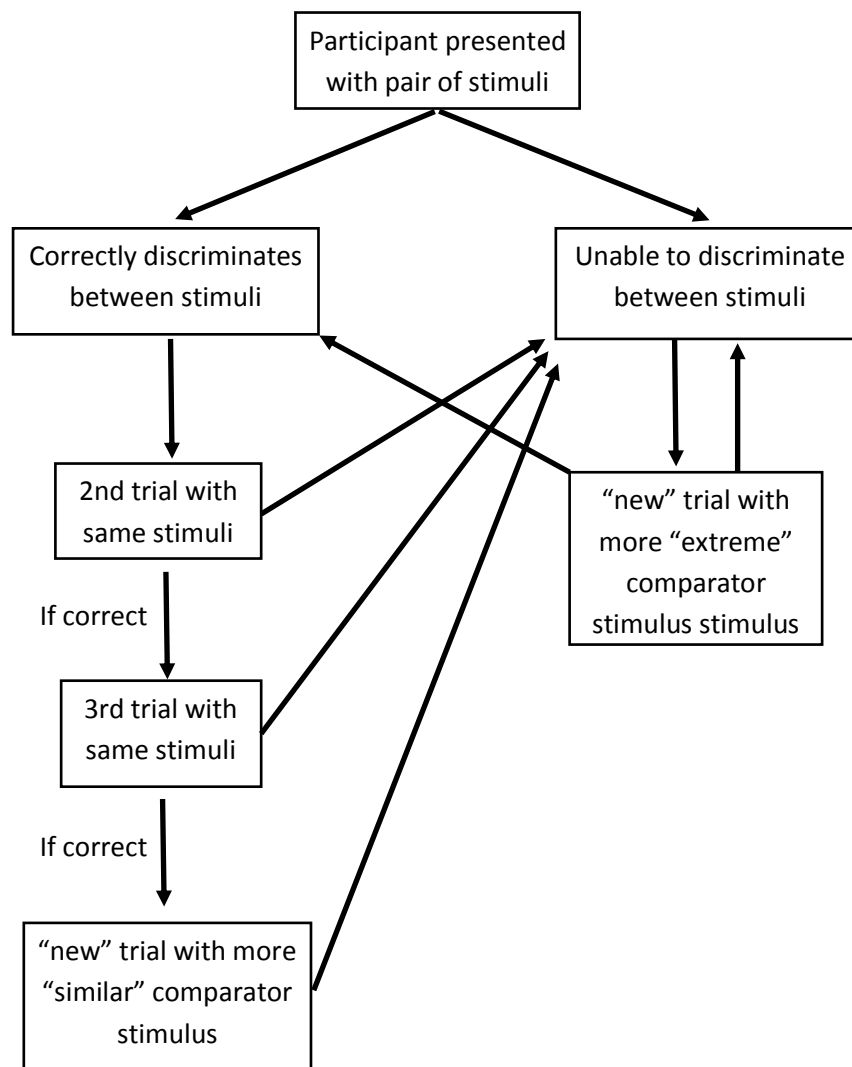 Participant presented
with pair of stimuli
Correctly discriminates
between stimuli
Unable to discriminate
between stimuli
2nd trial with
same stimuli
“new” trial with
more “extreme”
comparator
stimulus stimulus
If correct
3rd trial with
same stimuli
If correct
“new” trial with more
“similar” comparator
stimulus